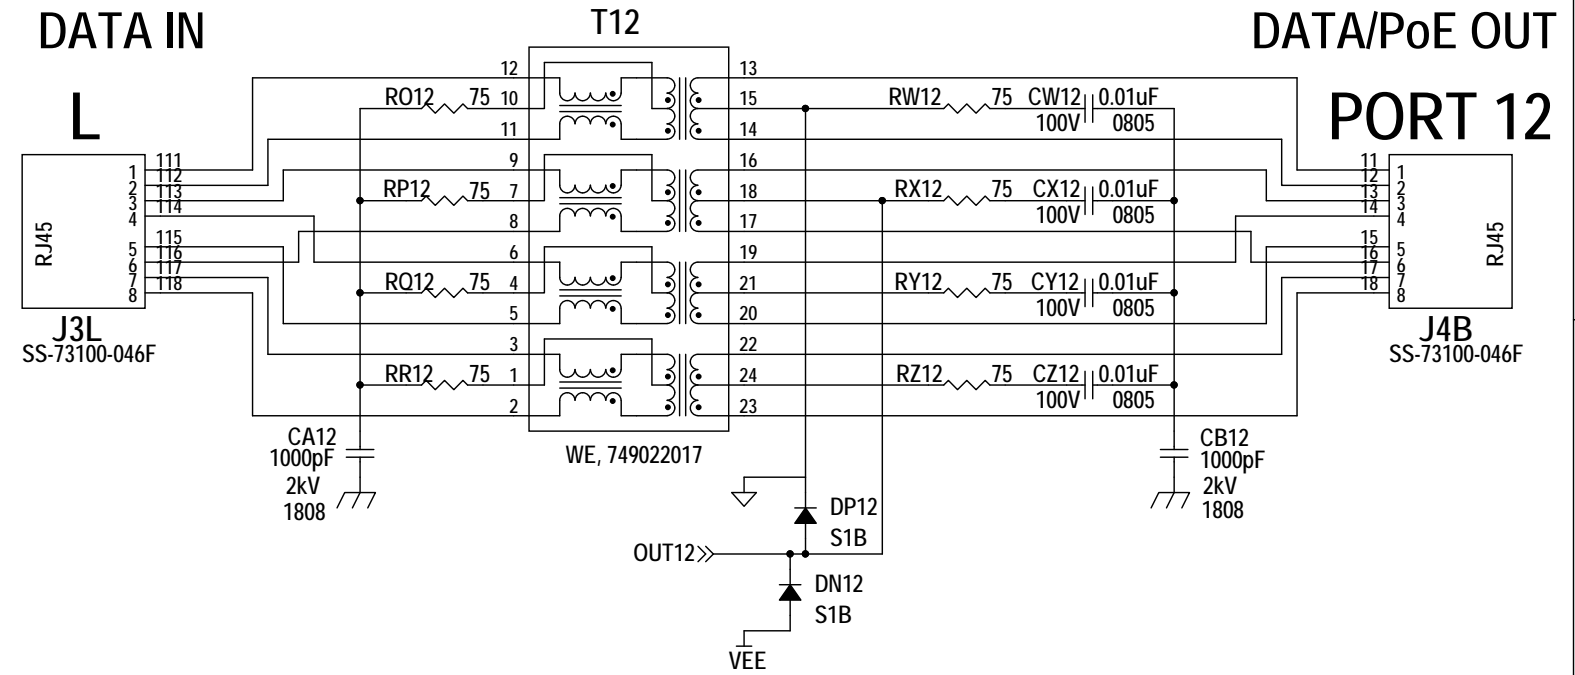 DATA IN
T12
DATA/PoE OUT
L
PORT 12
12
13
RO12 75 10
15 RW12 75 CW12 0.01uF
100V 0805
11
14
9
16
RP12 75 7
18 RX12 75 CX12 0.01uF
100V 0805
8
17
6
19
RQ12 75 4
21 RY12 75 CY12 0.01uF
100V 0805
5
20
3
22
RR12 75 1
24 RZ12 75 CZ12 0.01uF
100V 0805
2
23
RJ45
1 111
2 112
3 113
4 114
5 115
6 116
7 117
8 118
J3L
SS-73100-046F
11 1
12 2
13 3
14 4
15 5
16 6
17 7
18 8
RJ45
J4B
SS-73100-046F
CA12
1000pF
2kV
1808
WE, 749022017
CB12
1000pF
2kV
1808
DP12
S1B
OUT12
DN12
S1B
VEE